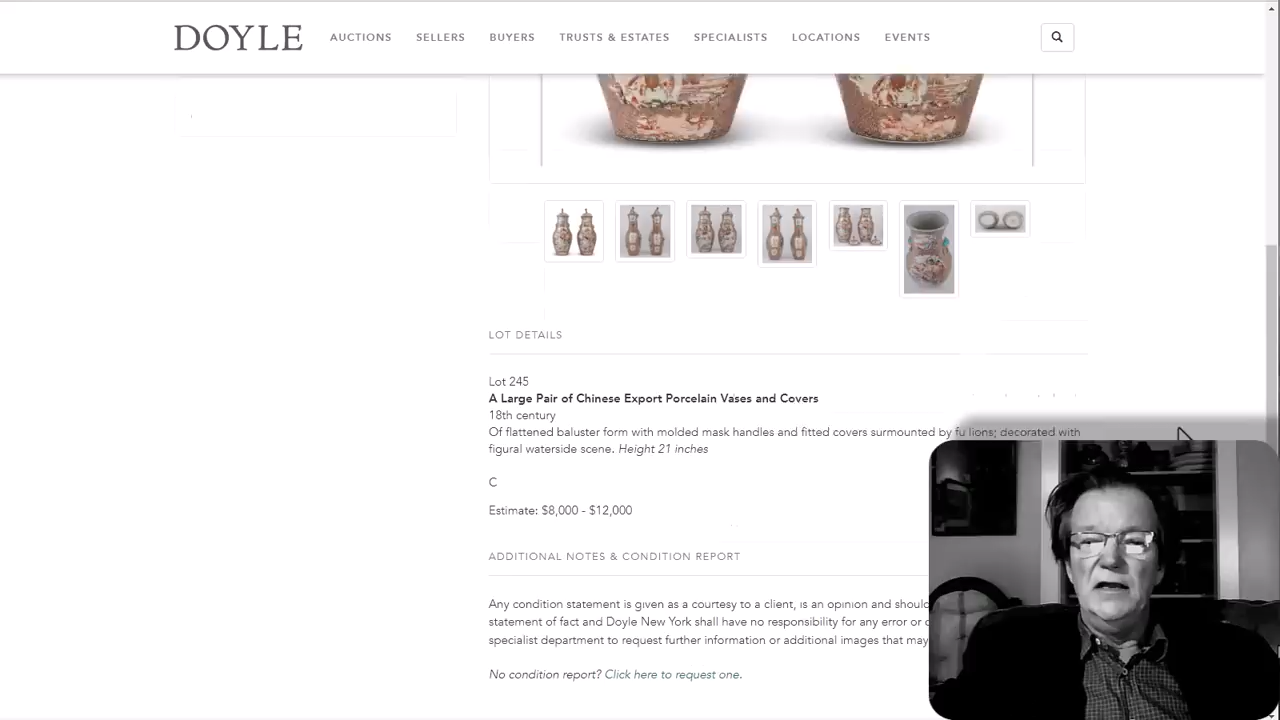 DOYLE
AUCTIONS SELLERS BUYERS TRUSTS & ESTATES SPECIALISTS LOCATIONS EVENTS
LOT DETAILS
Lot 245
A Large Pair of Chinese Export Porcelain Vases and Covers
18th century
Of flattened baluster form with molded mask handles and fitted covers surmounted by fu lions; decorated with
figural waterside scene. Height 21 inches
C
Estimate: $8,000 - $12,000
ADDITIONAL NOTES & CONDITION REPORT
Any condition statement is given as a courtesy to a client, is an opinion and
statement of fact and Doyle New York shall have no responsibility for any error or
specialist department to request further information or additional images that may
No condition report? Click here to request one.